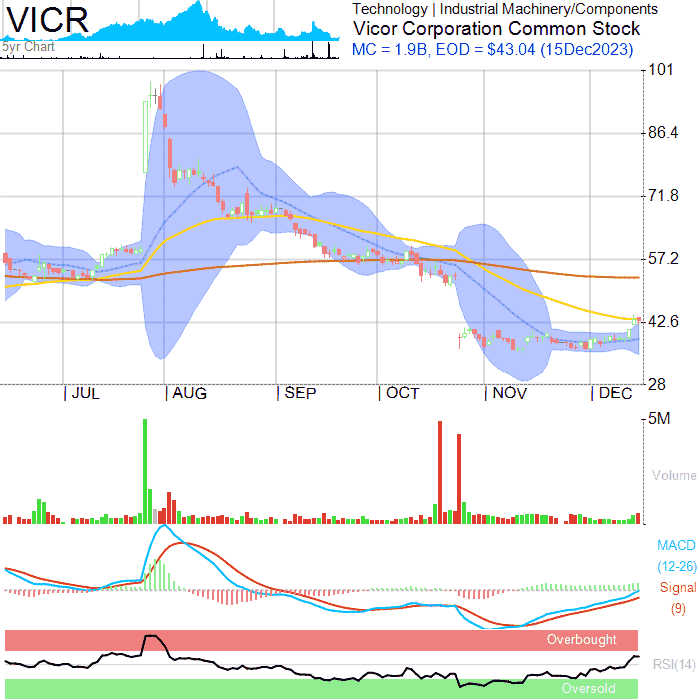 VICR
5yr Chart
Technology | Industrial Machinery/Components
Vicor Corporation Common Stock
MC = 1.9B, EOD = $43.04 (15Dec2023)
101
86.4
71.8
57.2
42.6
28
| JUL | AUG | SEP | OCT | NOV | DEC
5M
Volume
MACD
(12-26)
Signal
(9)
Overbought
RSI(14)
Oversold